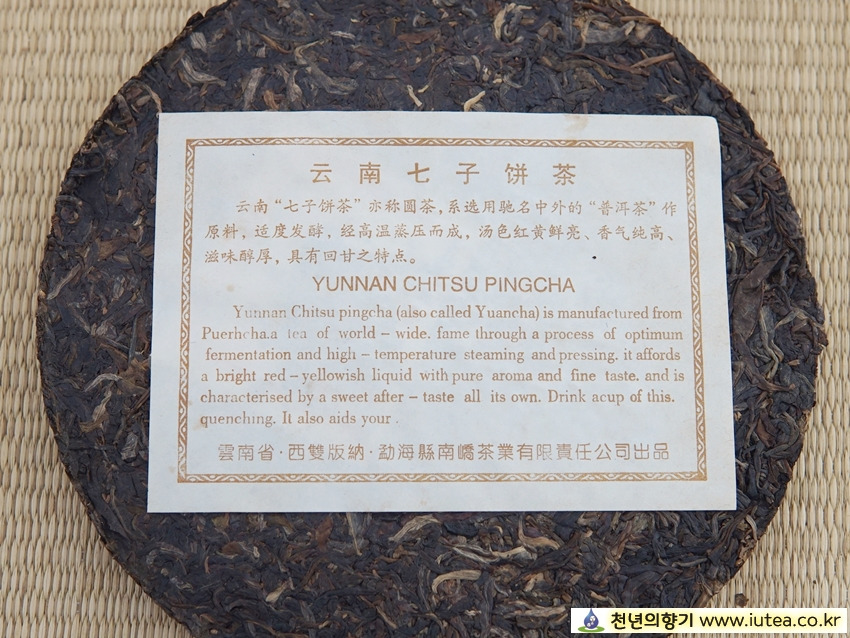 云南七子饼茶
云南“七子饼茶”亦称圆茶，系选用驰名中外的“普洱茶”作
原料，适度发酵，经高温蒸压而成，汤色红黄鲜亮、香气纯高、
滋味醇厚，具有回甘之特点。
YUNNAN CHITSU PINGCHA
Yunnan Chitsu pingcha (also called Yuancha) is manufactured from
Puerhcha.a tea of world – wide. fame through a process of optimum
fermentation and high – temperature steaming and pressing. it affords
a bright red – yellowish liquid with pure aroma and fine taste. and is
characterised by a sweet after – taste all its own. Drink acup of this.
quenching. It also aids your .
雲南省·西雙版納·勐海縣南嶠茶業有限責任公司出品
천년의향기 www.iutea.co.kr